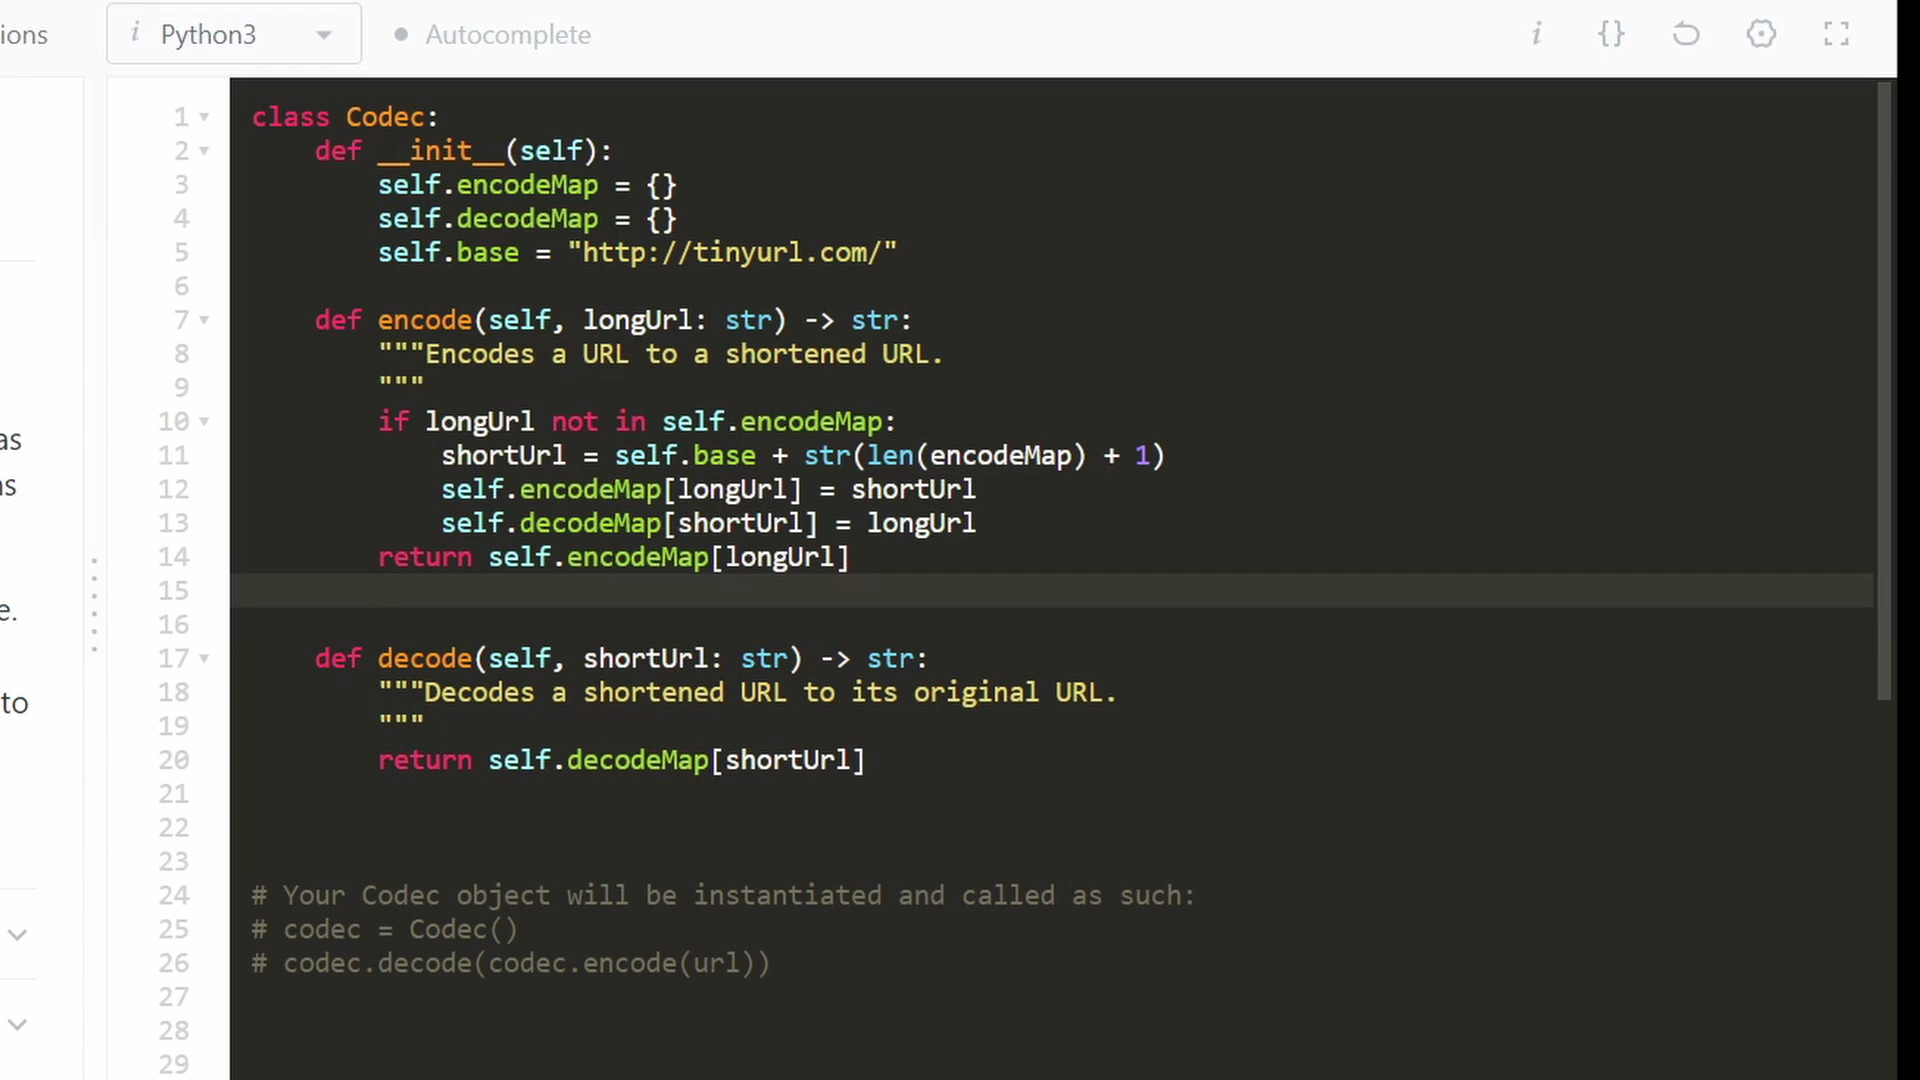 ions
i Python3
Autocomplete
i {}
1 class Codec:
2     def __init__(self):
3         self.encodeMap = {}
4         self.decodeMap = {}
5         self.base = "http://tinyurl.com/"
6
7     def encode(self, longUrl: str) -> str:
8         """Encodes a URL to a shortened URL.
9         """
10         if longUrl not in self.encodeMap:
11             shortUrl = self.base + str(len(encodeMap) + 1)
12             self.encodeMap[longUrl] = shortUrl
13             self.decodeMap[shortUrl] = longUrl
14         return self.encodeMap[longUrl]
15
16
17     def decode(self, shortUrl: str) -> str:
18         """Decodes a shortened URL to its original URL.
19         """
20         return self.decodeMap[shortUrl]
21
22
23
24 # Your Codec object will be instantiated and called as such:
25 # codec = Codec()
26 # codec.decode(codec.encode(url))
27
28
29
as
s
e.
to